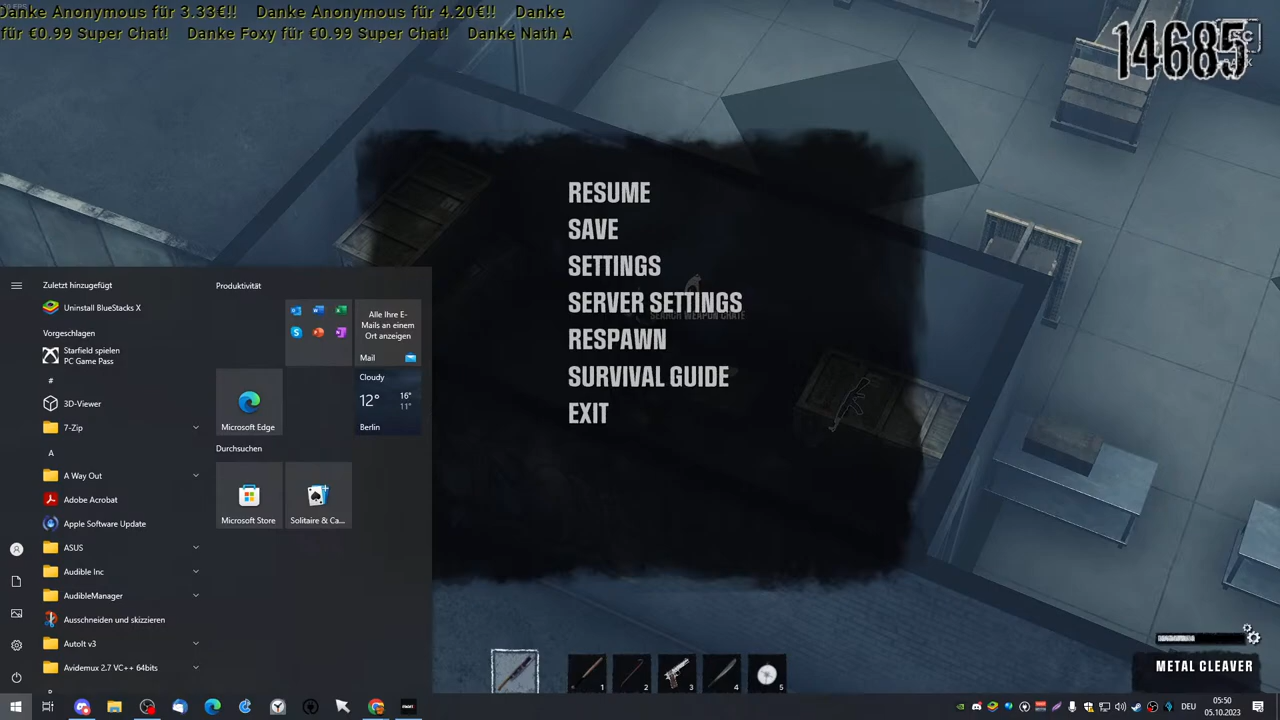 Danke Anonymous für 3.33€!! Danke Anonymous für 4.20€!! Danke
für €0.99 Super Chat! Danke Foxy für €0.99 Super Chat! Danke Nath A
14685
RESUME
SAVE
SETTINGS
SERVER SETTINGS
SEARCH WEAPON CRATE
RESPAWN
SURVIVAL GUIDE
EXIT
Zuletzt hinzugefügt
Uninstall BlueStacks X
Vorgeschlagen
Starfield spielen
PC Game Pass
#
3D-Viewer
7-Zip
A
A Way Out
Adobe Acrobat
Apple Software Update
ASUS
Audible Inc
AudibleManager
Ausschneiden und skizzieren
AutoIt v3
Avidemux 2.7 VC++ 64bits
Produktivität
Alle Ihre E-
Mails an einem
Ort anzeigen
Mail
Microsoft Edge
Cloudy
12° 16°
11°
Berlin
Durchsuchen
Microsoft Store
Solitaire & Ca...
1 2 3 4 5
METAL CLEAVER
DEU
05:50
05.10.2023